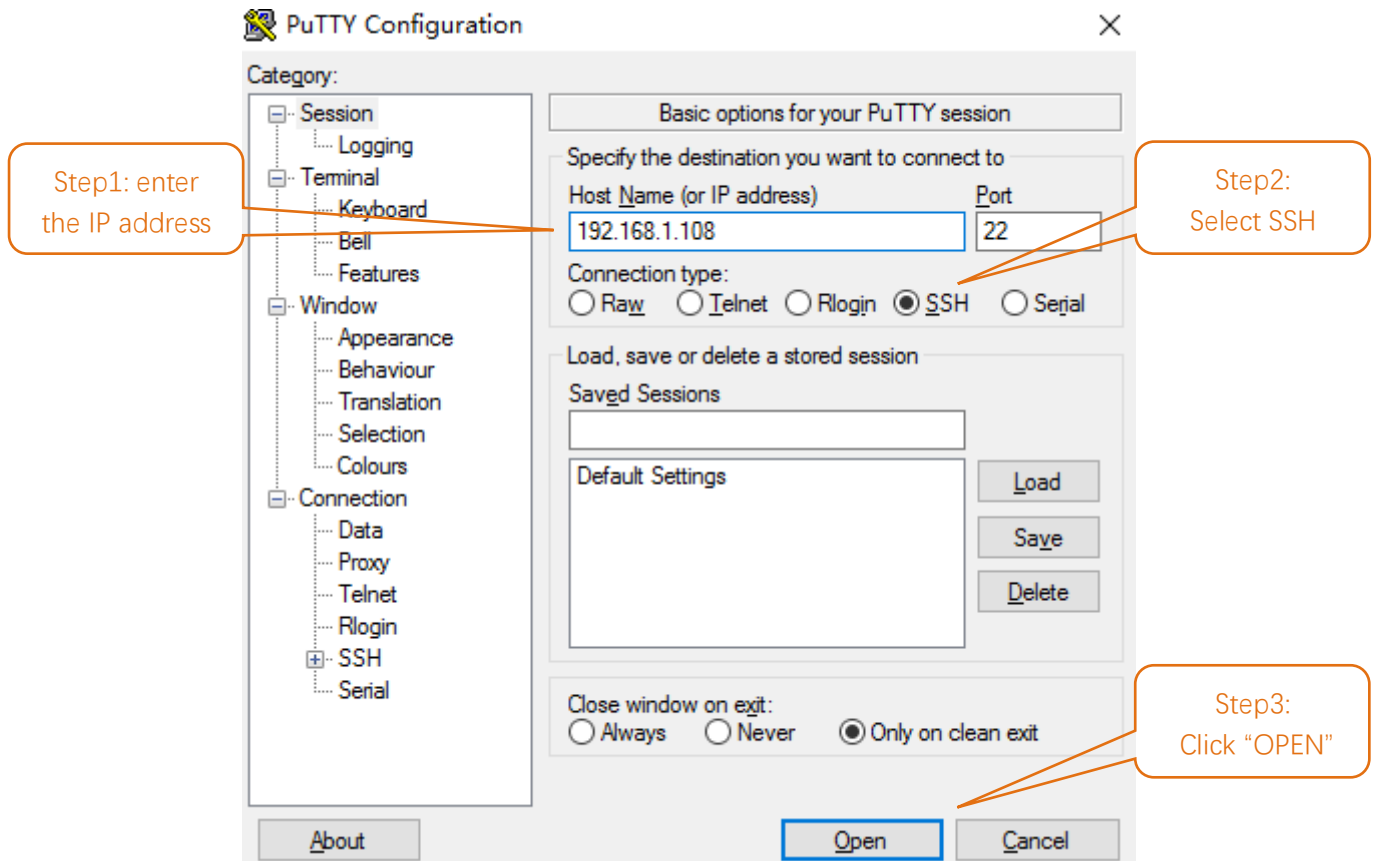 PuTTY Configuration
Category:
Session
Logging
Terminal
Keyboard
Bell
Features
Window
Appearance
Behaviour
Translation
Selection
Colours
Connection
Data
Proxy
Telnet
Rlogin
SSH
Serial
Basic options for your PuTTY session
Specify the destination you want to connect to
Host Name (or IP address) Port
192.168.1.108 22
Connection type:
Raw Telnet Rlogin SSH Serial
Load, save or delete a stored session
Saved Sessions
Default Settings
Load
Save
Delete
Close window on exit:
Always Never Only on clean exit
About Open Cancel
Step1: enter
the IP address
Step2:
Select SSH
Step3:
Click “OPEN”